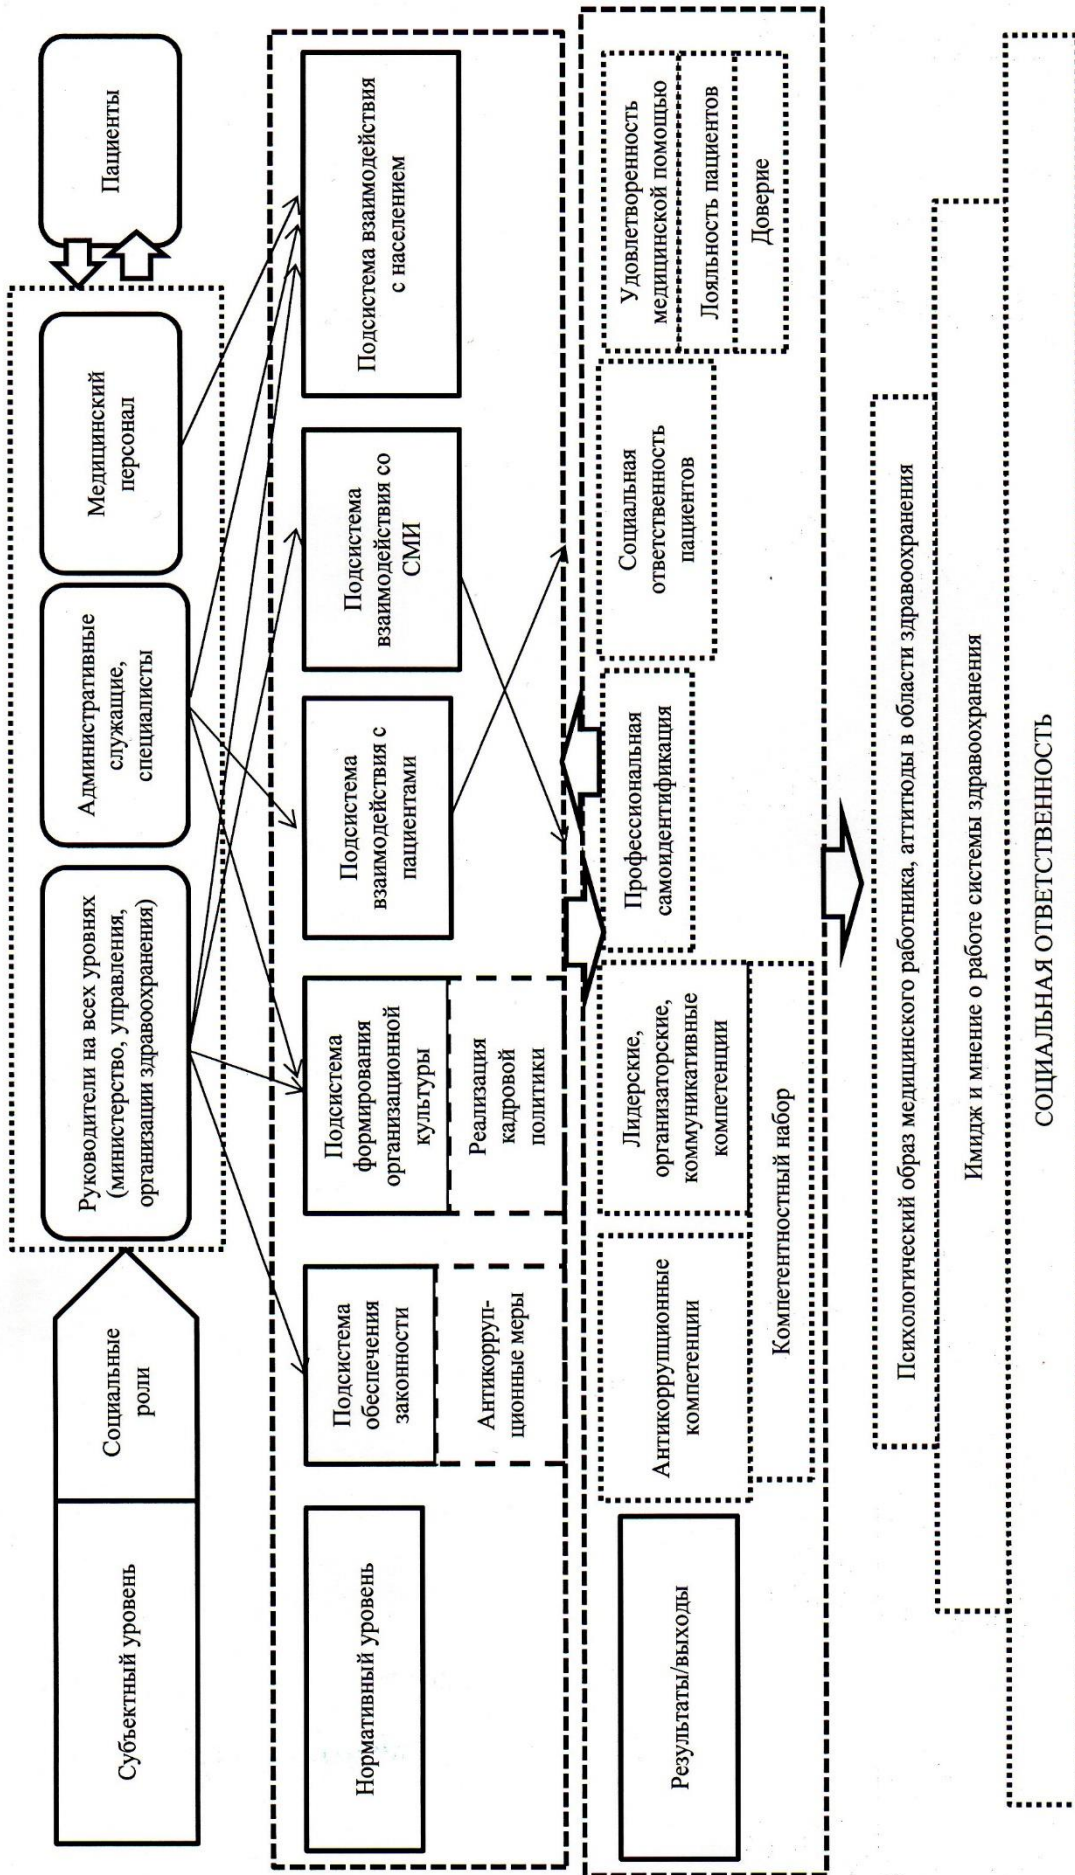 Субъектный уровень
Социальные
роли
Руководители на всех уровнях
(министерство, управления,
организации здравоохранения)
Административные
служащие,
специалисты
Медицинский
персонал
Пациенты
Нормативный уровень
Подсистема
обеспечения
законности
Антикорруп-
ционные меры
Подсистема
формирования
организационной
культуры
Реализация
кадровой
политики
Подсистема
взаимодействия с
пациентами
Подсистема
взаимодействия со
СМИ
Подсистема взаимодействия
с населением
Результаты/выходы
Антикоррупционные
компетенции
Лидерские,
организаторские,
коммуникативные
компетенции
Компетентностный набор
Профессиональная
самоидентификация
Социальная
ответственность
пациентов
Удовлетворенность
медицинской помощью
Лояльность пациентов
Доверие
Психологический образ медицинского работника, аттитюды в области здравоохранения
Имидж и мнение о работе системы здравоохранения
СОЦИАЛЬНАЯ ОТВЕТСТВЕННОСТЬ